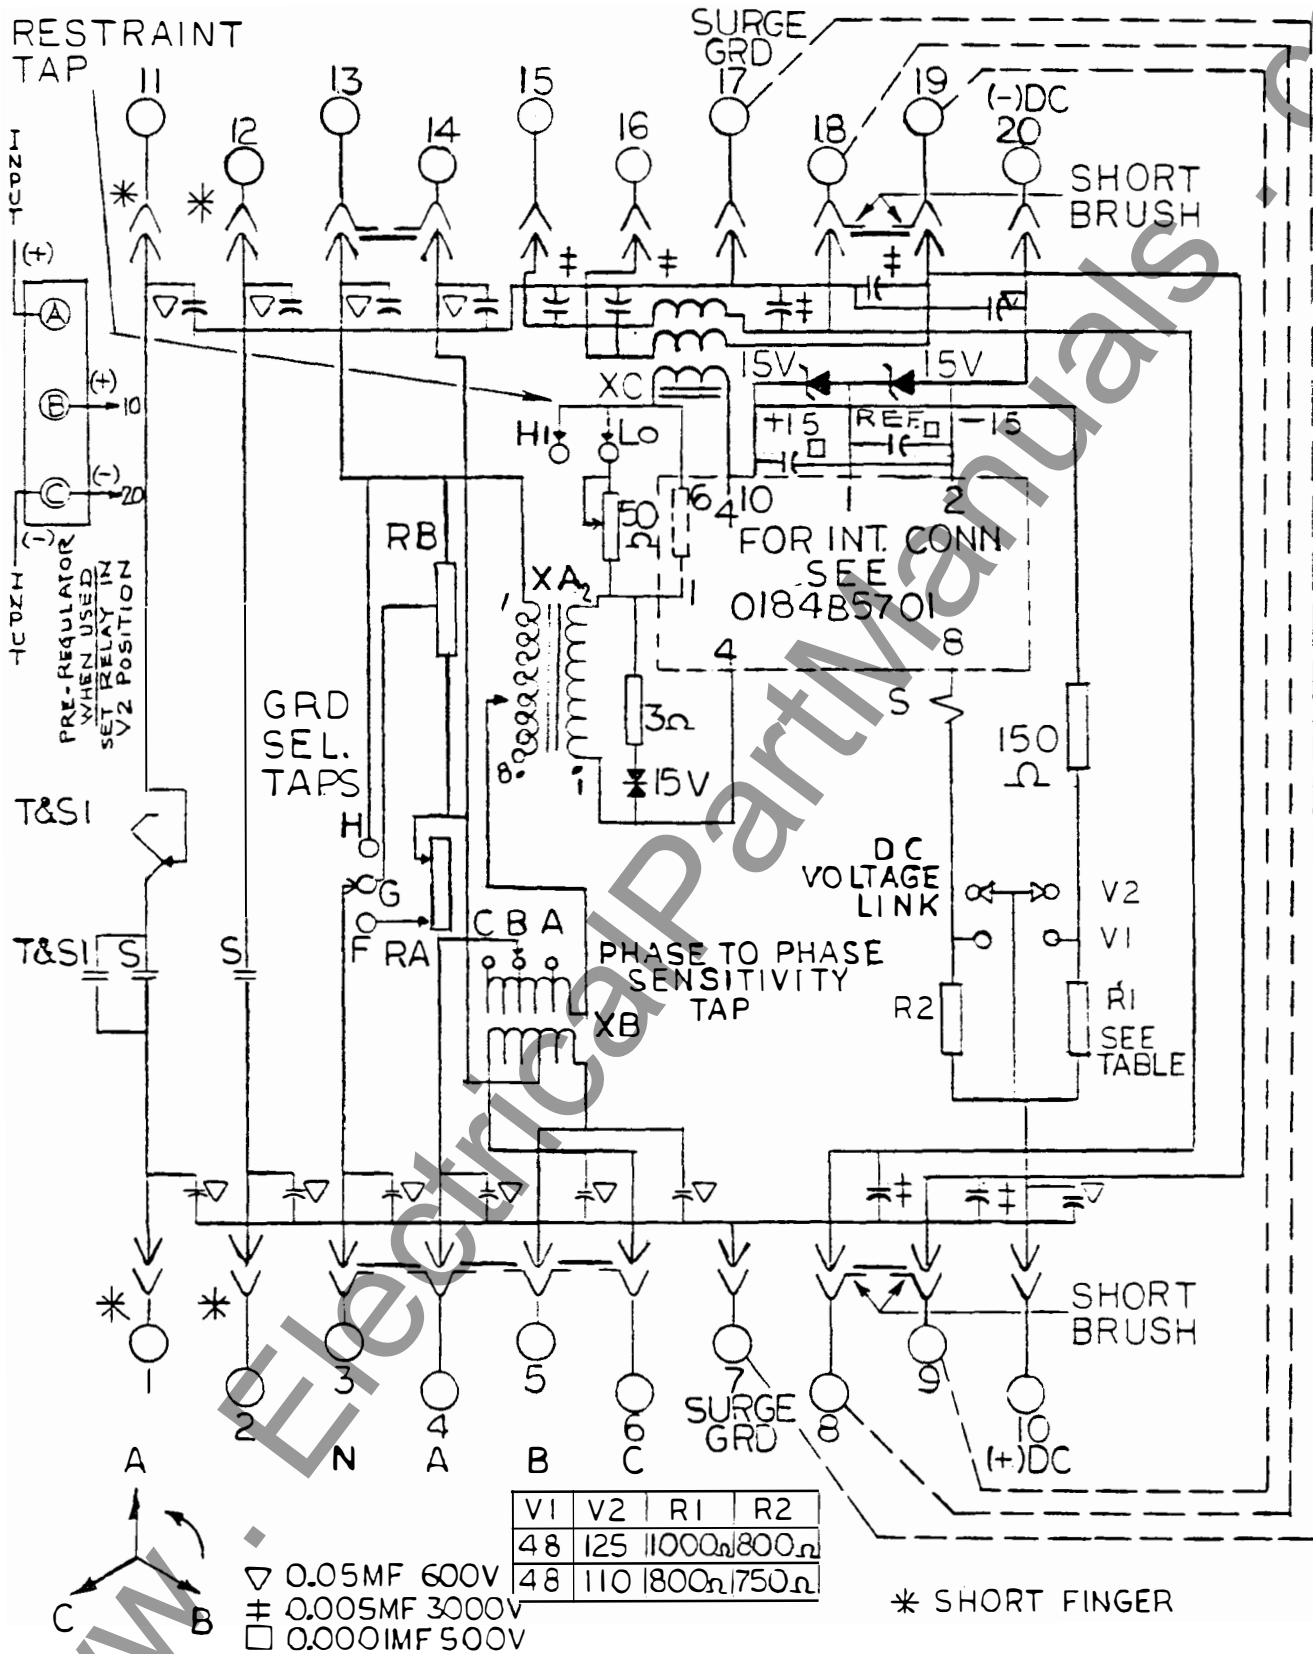 RESTRAINT
TAP
SURGE
GRD
11
13
15
17
19
(-)DC
12
14
16
18
20
SHORT
BRUSH
INPUT
(+)
A
B
(+)
10
C
(-)
20
(-)
INPUT
PRE-REGULATOR
WHEN USED
SET RELAY IN
V2 POSITION
XC
15V
15V
HI
LO
+15
REF.
-15
50
Ω
6
4
10
1
2
FOR INT. CONN
SEE
0184B5701
1
4
8
RB
XA
1
2
8
1
3Ω
15V
S
150
Ω
GRD
SEL.
TAPS
T&SI
H
G
F
RA
DC
VOLTAGE
LINK
V2
V1
T&SI
S
S
C B A
PHASE TO PHASE
SENSITIVITY
TAP
XB
R2
R1
SEE
TABLE
SHORT
BRUSH
1
3
5
7
9
2
4
6
8
10
SURGE
GRD
(+)DC
A
N
A
B
C
C
B
V1 V2 R1 R2
48 125 1000Ω 800Ω
48 110 800Ω 750Ω
0.05MF 600V
0.005MF 3000V
0.0001MF 500V
* SHORT FINGER
www.ElectricalPartManuals.c